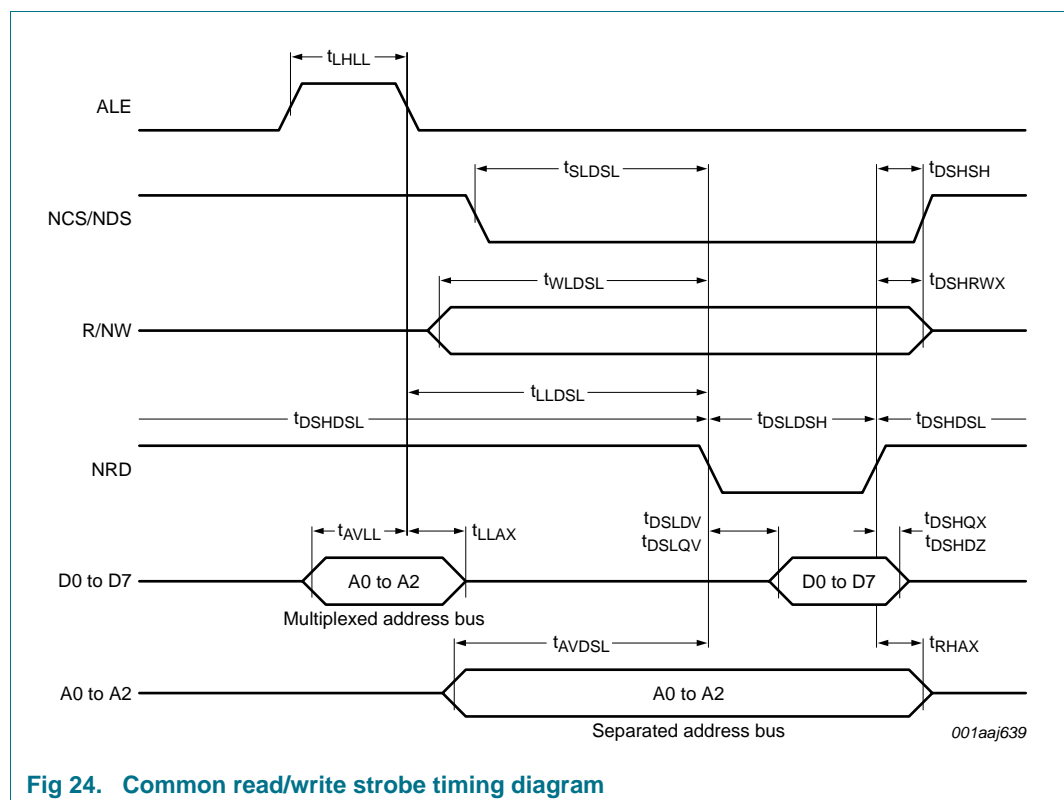 tLHLL
ALE
tSLDSL
tDSHSH
NCS/NDS
tWLDSL
tDSHRWX
R/NW
tLLDSL
tDSHDSL
tDSLDSH
tDSHDSL
NRD
tAVLL
tLLAX
tDSLDV
tDSLQV
tDSHQX
tDSHDZ
D0 to D7
A0 to A2
D0 to D7
Multiplexed address bus
tAVDSL
tRHAX
A0 to A2
A0 to A2
Separated address bus
001aaj639
Fig 24. Common read/write strobe timing diagram